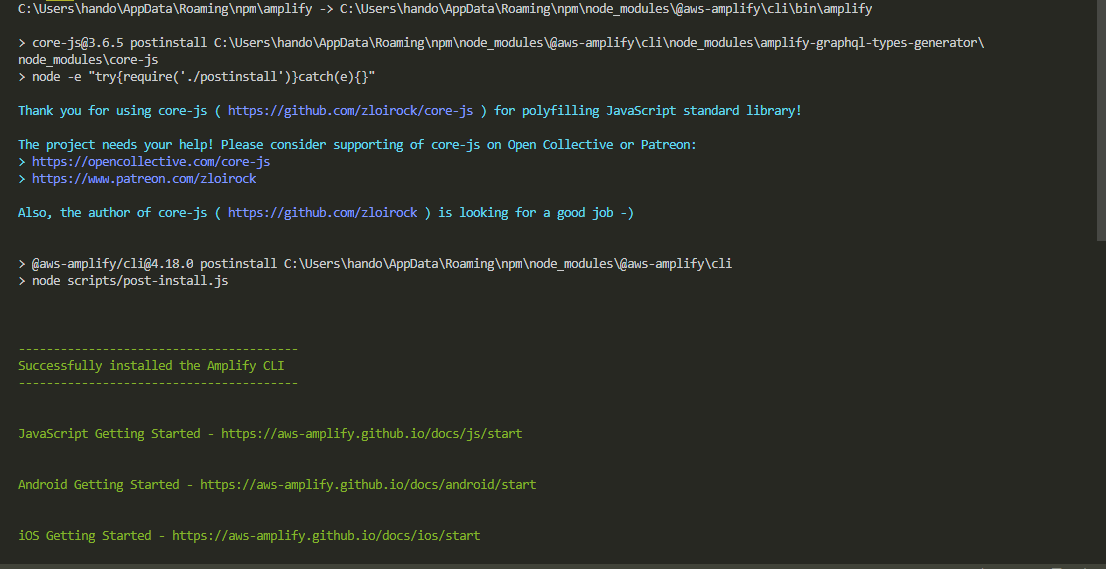 C:\Users\hando\AppData\Roaming\npm\amplify -> C:\Users\hando\AppData\Roaming\npm\node_modules\@aws-amplify\cli\bin\amplify
> core-js@3.6.5 postinstall C:\Users\hando\AppData\Roaming\npm\node_modules\@aws-amplify\cli\node_modules\amplify-graphql-types-generator\
node_modules\core-js
> node -e "try{require('./postinstall')}catch(e){}"
Thank you for using core-js ( https://github.com/zloirock/core-js ) for polyfilling JavaScript standard library!
The project needs your help! Please consider supporting of core-js on Open Collective or Patreon:
> https://opencollective.com/core-js
> https://www.patreon.com/zloirock
Also, the author of core-js ( https://github.com/zloirock ) is looking for a good job -)
> @aws-amplify/cli@4.18.0 postinstall C:\Users\hando\AppData\Roaming\npm\node_modules\@aws-amplify\cli
> node scripts/post-install.js
----------------------------------------
Successfully installed the Amplify CLI
----------------------------------------
JavaScript Getting Started - https://aws-amplify.github.io/docs/js/start
Android Getting Started - https://aws-amplify.github.io/docs/android/start
iOS Getting Started - https://aws-amplify.github.io/docs/ios/start